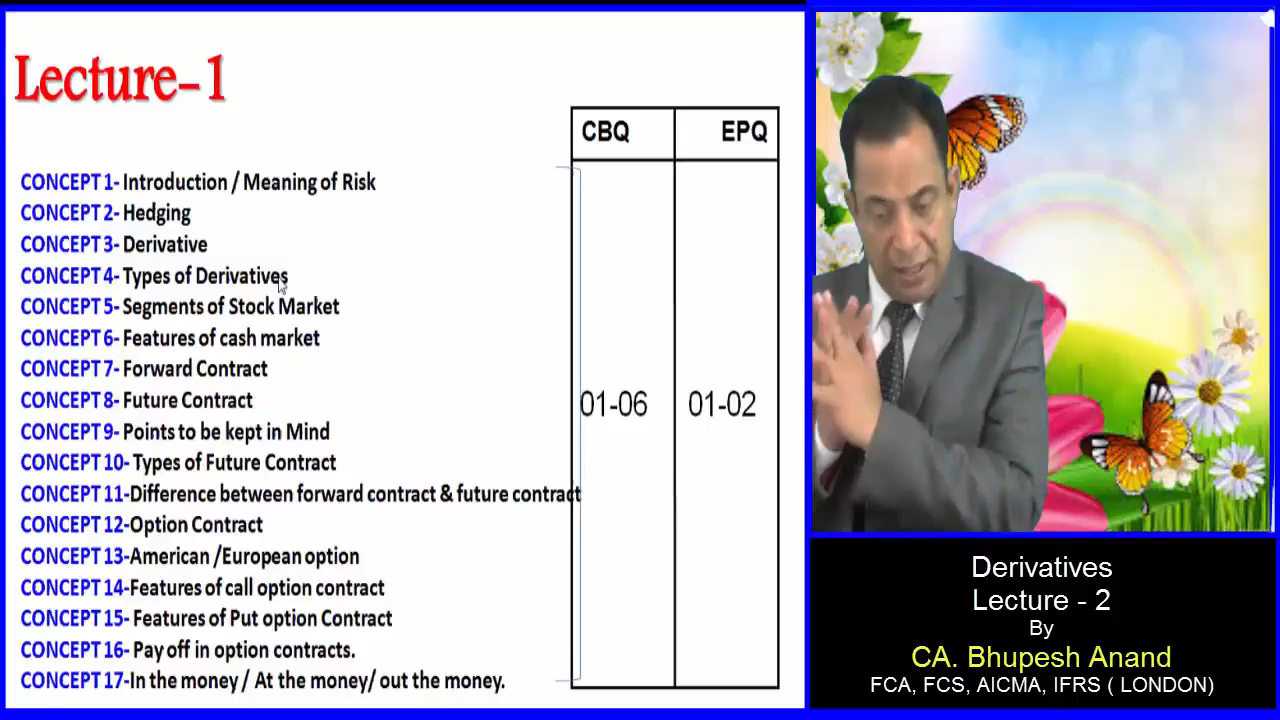 Lecture-1
CBQ EPQ
CONCEPT 1- Introduction / Meaning of Risk
CONCEPT 2- Hedging
CONCEPT 3- Derivative
CONCEPT 4- Types of Derivatives
CONCEPT 5- Segments of Stock Market
CONCEPT 6- Features of cash market
CONCEPT 7- Forward Contract
CONCEPT 8- Future Contract
CONCEPT 9- Points to be kept in Mind
CONCEPT 10- Types of Future Contract
CONCEPT 11-Difference between forward contract & future contract
CONCEPT 12-Option Contract
CONCEPT 13-American /European option
CONCEPT 14-Features of call option contract
CONCEPT 15- Features of Put option Contract
CONCEPT 16- Pay off in option contracts.
CONCEPT 17-In the money / At the money/ out the money.
01-06 01-02
Derivatives
Lecture - 2
By
CA. Bhupesh Anand
FCA, FCS, AICMA, IFRS ( LONDON)